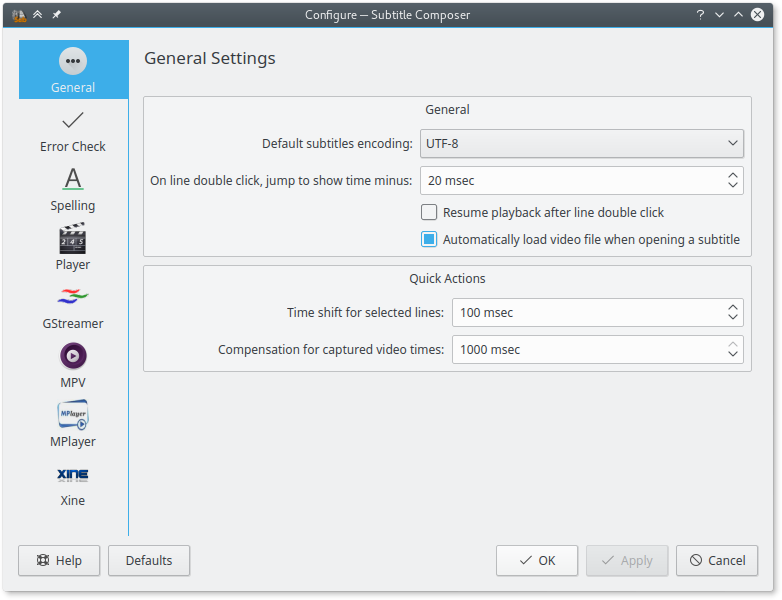 Configure — Subtitle Composer
General
Error Check
Spelling
Player
GStreamer
MPV
MPlayer
MPlayer
XINE
Xine
General Settings
General
Default subtitles encoding: UTF-8
On line double click, jump to show time minus: 20 msec
Resume playback after line double click
Automatically load video file when opening a subtitle
Quick Actions
Time shift for selected lines: 100 msec
Compensation for captured video times: 1000 msec
Help Defaults OK Apply Cancel